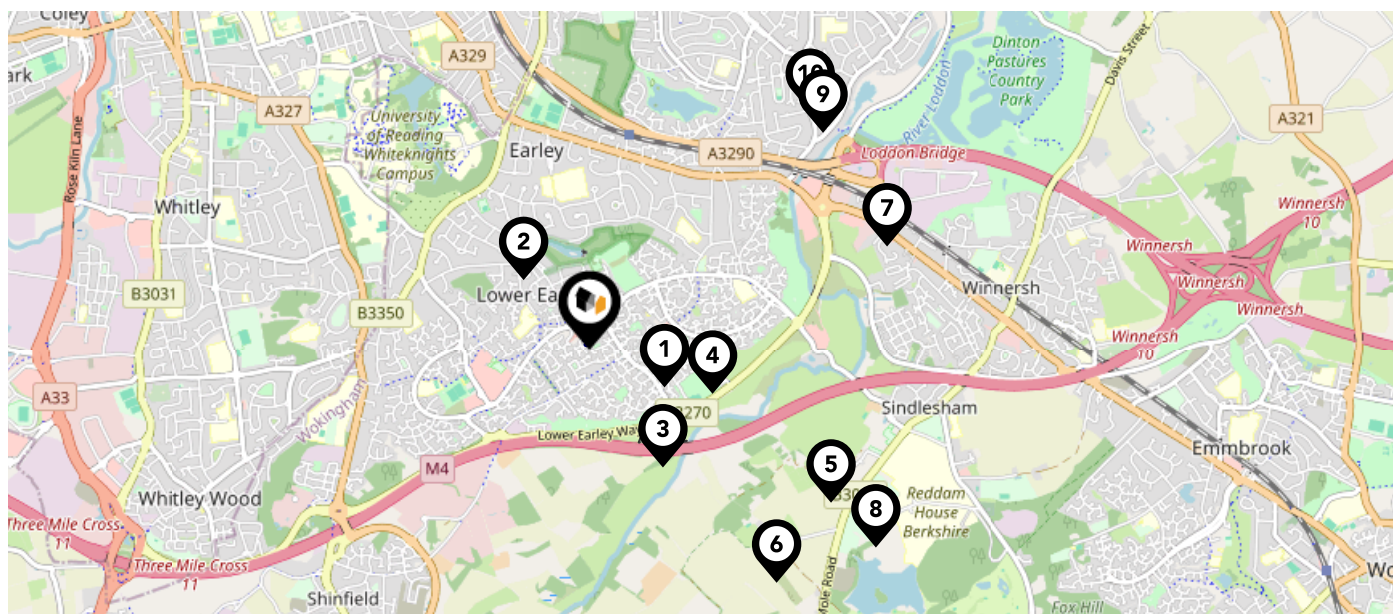 Coley
ark
A329
Dinton
Pastures
Country
Park
Davis Street
10
9
A327
University
of Reading
Whiteknights
Campus
River Loddon
A321
Rose Kiln Lane
Earley
A3290
Loddon Bridge
Whitley
7
Winnersh
10
2
Winnersh
B3031
Lower Ea
Winnersh
Winnersh
Winnersh
B3350
1
4
Winnersh
10
A33
Wokingham
270
Sindlesham
3
Lower Earley Way
Emmbrook
M4
5
Whitley Wood
B30
8
Reddam
House
Berkshire
Three Mile Cross
11
6
Three Mile Cross
11
Mole Road
Wo
Shinfield
Fox Hill